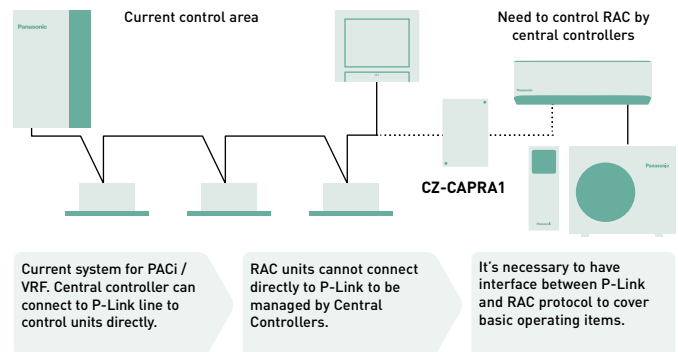 Current control area
Need to control RAC by
central controllers
Panasonic
Panasonic
CZ-CAPRA1
Panasonic
Panasonic
Current system for PACi /
VRF. Central controller can
connect to P-Link line to
control units directly.
RAC units cannot connect
directly to P-Link to be
managed by Central
Controllers.
It's necessary to have
interface between P-Link
and RAC protocol to cover
basic operating items.